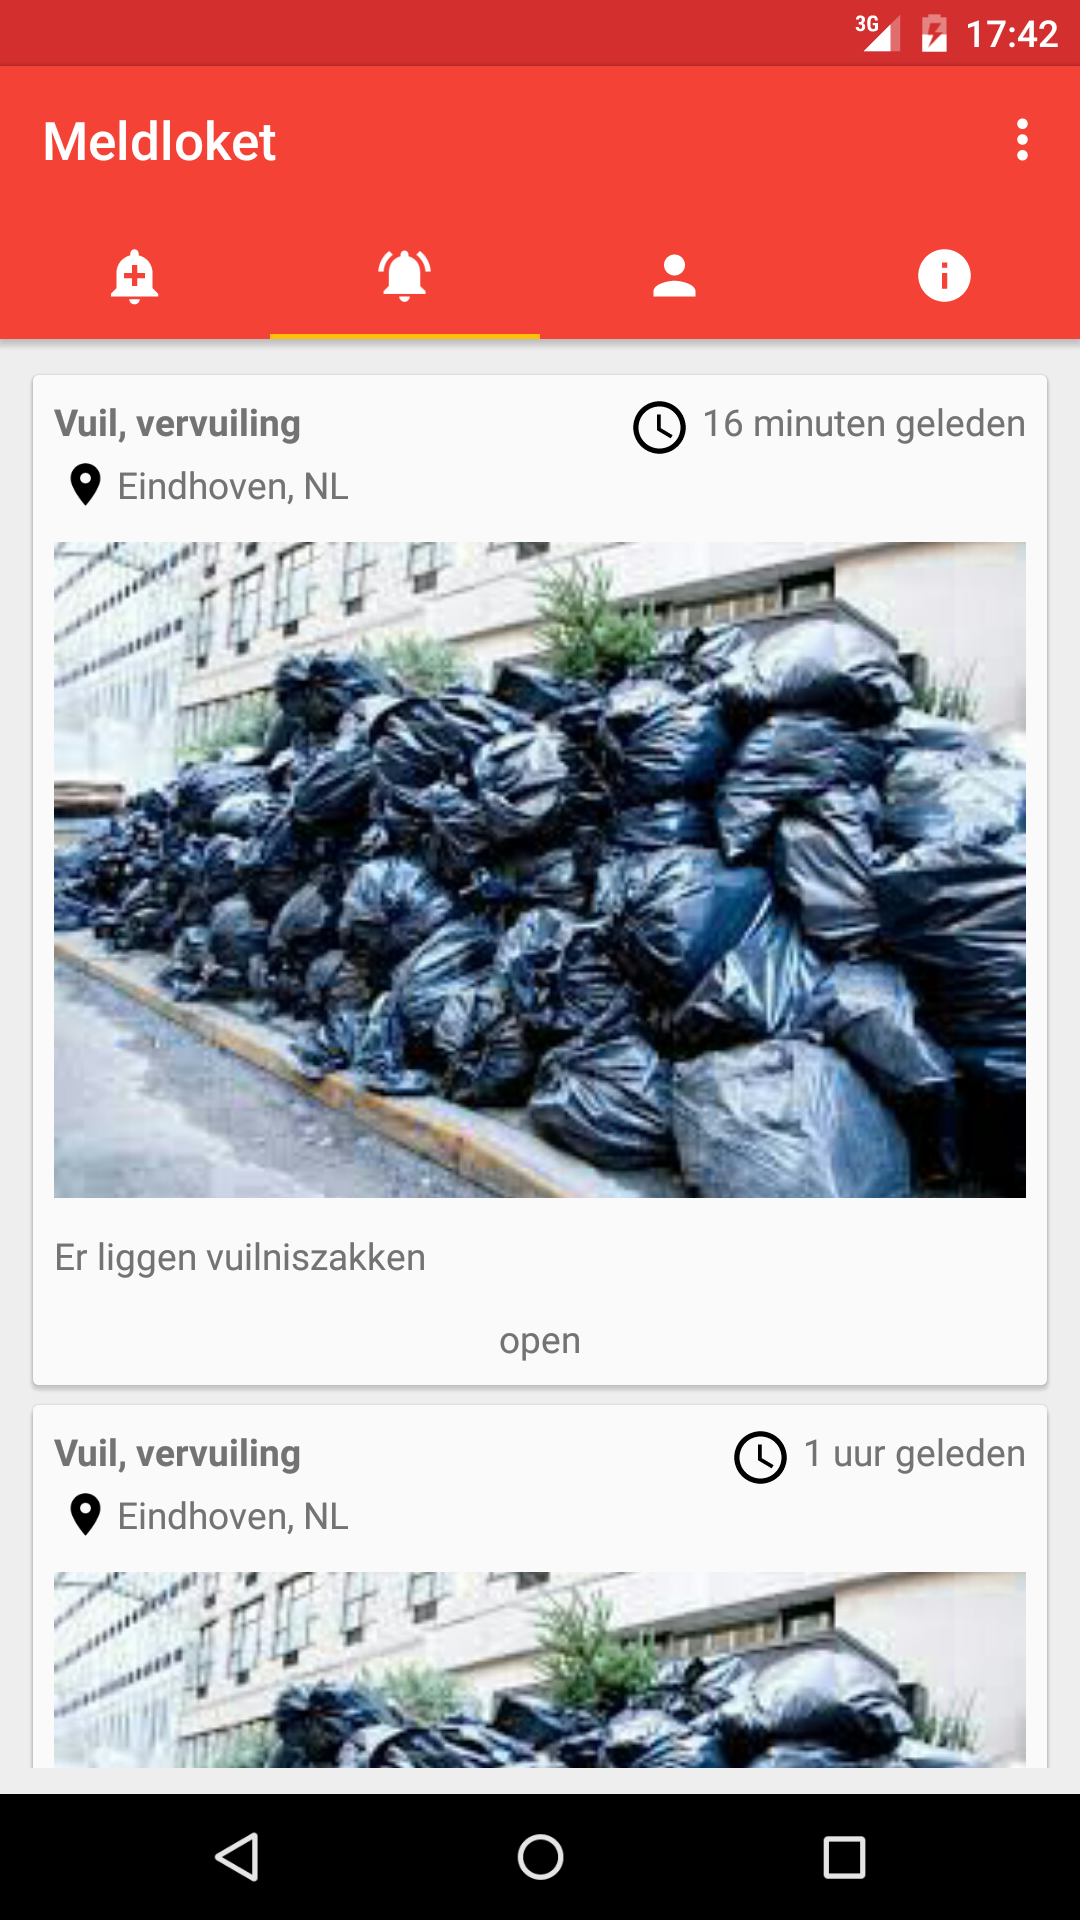 3G 17:42
Meldloket
Vuil, vervuiling 16 minuten geleden
Eindhoven, NL
Er liggen vuilniszakken
open
Vuil, vervuiling 1 uur geleden
Eindhoven, NL